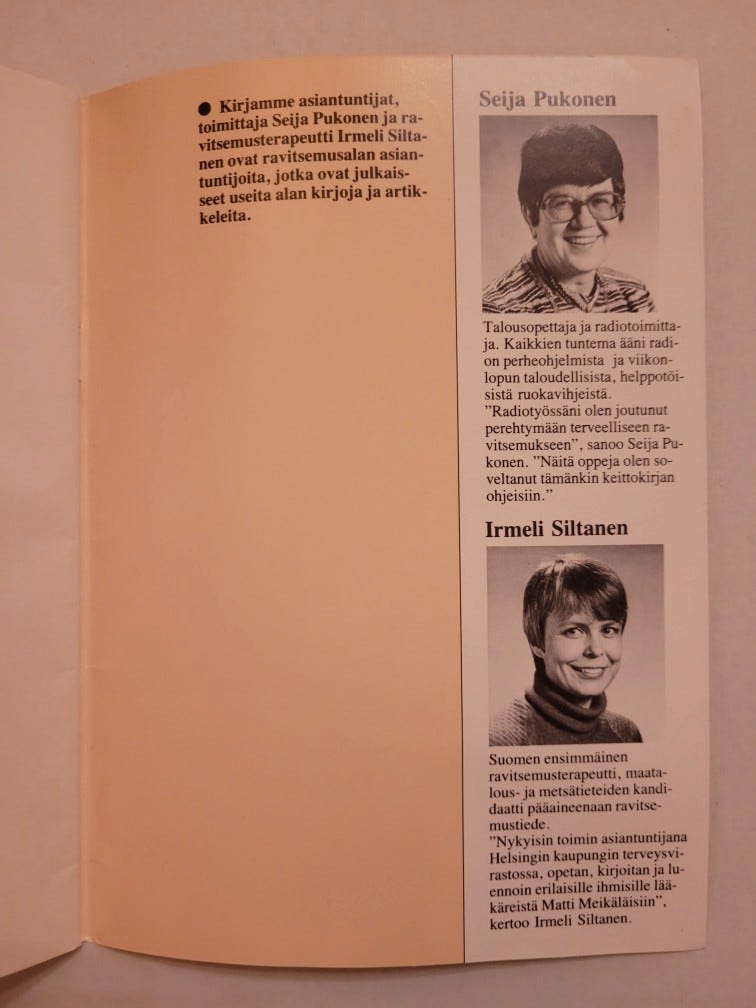 ● Kirjamme asiantuntijat,
toimittaja Seija Pukonen ja ra-
vitsemusterapeutti Irmeli Silta-
nen ovat ravitsemusalan asian-
tuntijoita, jotka ovat julkais-
seet useita alan kirjoja ja artik-
keleita.
Seija Pukonen
Talousopettaja ja radiotoimitta-
ja. Kaikkien tuntema ääni radi-
on perheohjelmista ja viikon-
lopun taloudellisista, helppotöi-
sistä ruokavihjeistä.
”Radiotyössäni olen joutunut
perehtymään terveelliseen ra-
vitsemukseen”, sanoo Seija Pu-
konen. ”Näitä oppeja olen so-
veltanut tämänkin keittokirjan
ohjeisiin.”
Irmeli Siltanen
Suomen ensimmäinen
ravitsemusterapeutti, maata-
lous- ja metsätieteiden kandi-
daatti pääaineenaan ravitse-
mustiede.
”Nykyisin toimin asiantuntijana
Helsingin kaupungin terveysvi-
rastossa, opetan, kirjoitan ja lu-
ennoin erilaisille ihmisille lää-
käreistä Matti Meikäläisiin”,
kertoo Irmeli Siltanen.